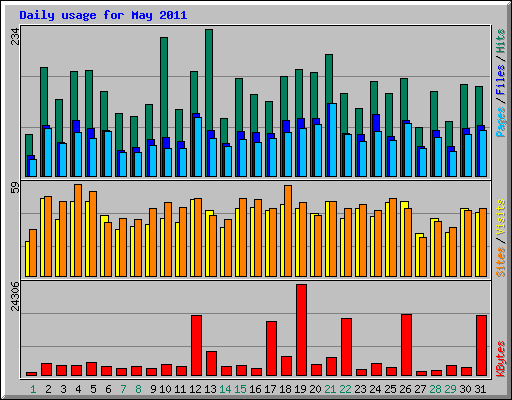 Daily usage for May 2011
234
Pages / Files / Hits
59
Sites / Visits
24306
KBytes
1 2 3 4 5 6 7 8 9 10 11 12 13 14 15 16 17 18 19 20 21 22 23 24 25 26 27 28 29 30 31